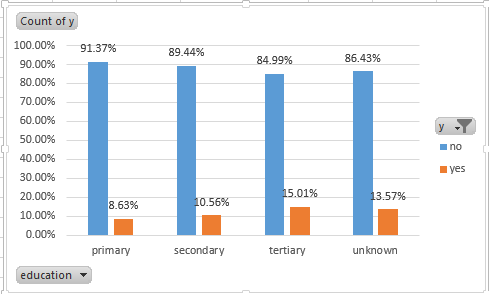 Count of y
100.00%
90.00%
80.00%
70.00%
60.00%
50.00%
40.00%
30.00%
20.00%
10.00%
0.00%
91.37%
8.63%
89.44%
10.56%
84.99%
15.01%
86.43%
13.57%
primary
secondary
tertiary
unknown
y
no
yes
education